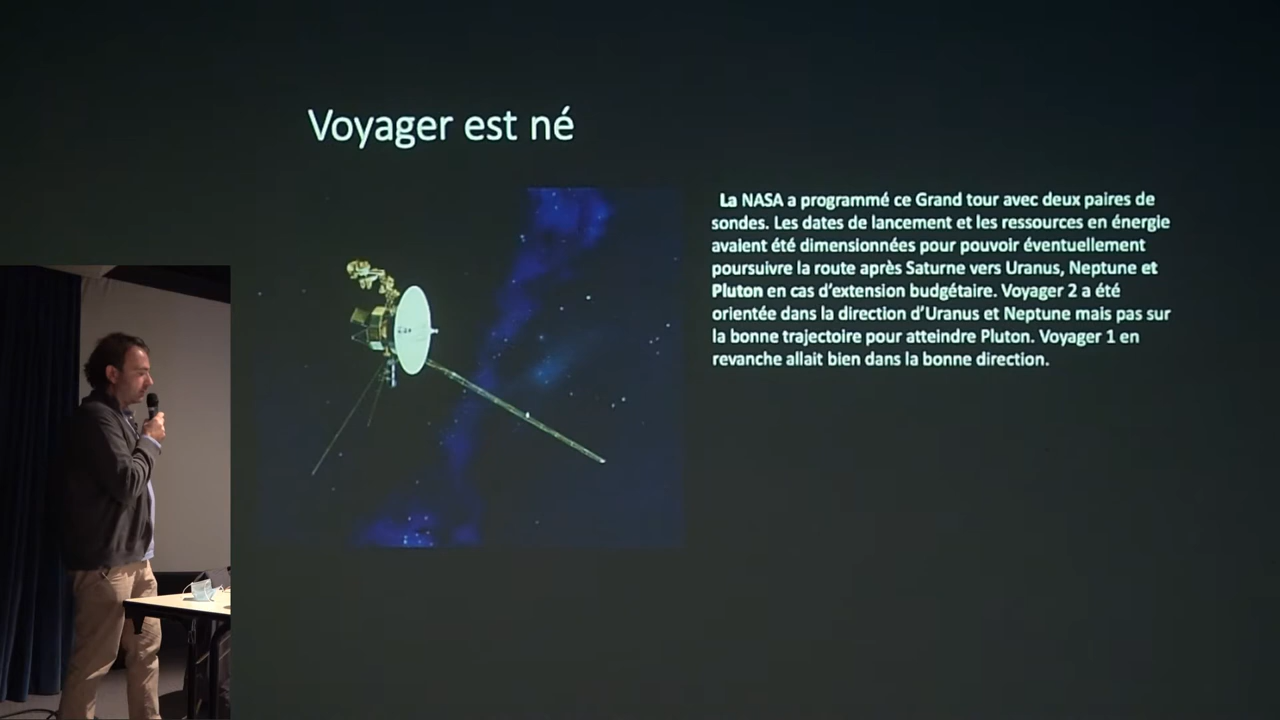 Voyager est né
La NASA a programmé ce Grand tour avec deux paires de
sondes. Les dates de lancement et les ressources en énergie
avaient été dimensionnées pour pouvoir éventuellement
poursuivre la route après Saturne vers Uranus, Neptune et
Pluton en cas d’extension budgétaire. Voyager 2 a été
orientée dans la direction d’Uranus et Neptune mais pas sur
la bonne trajectoire pour atteindre Pluton. Voyager 1 en
revanche allait bien dans la bonne direction.